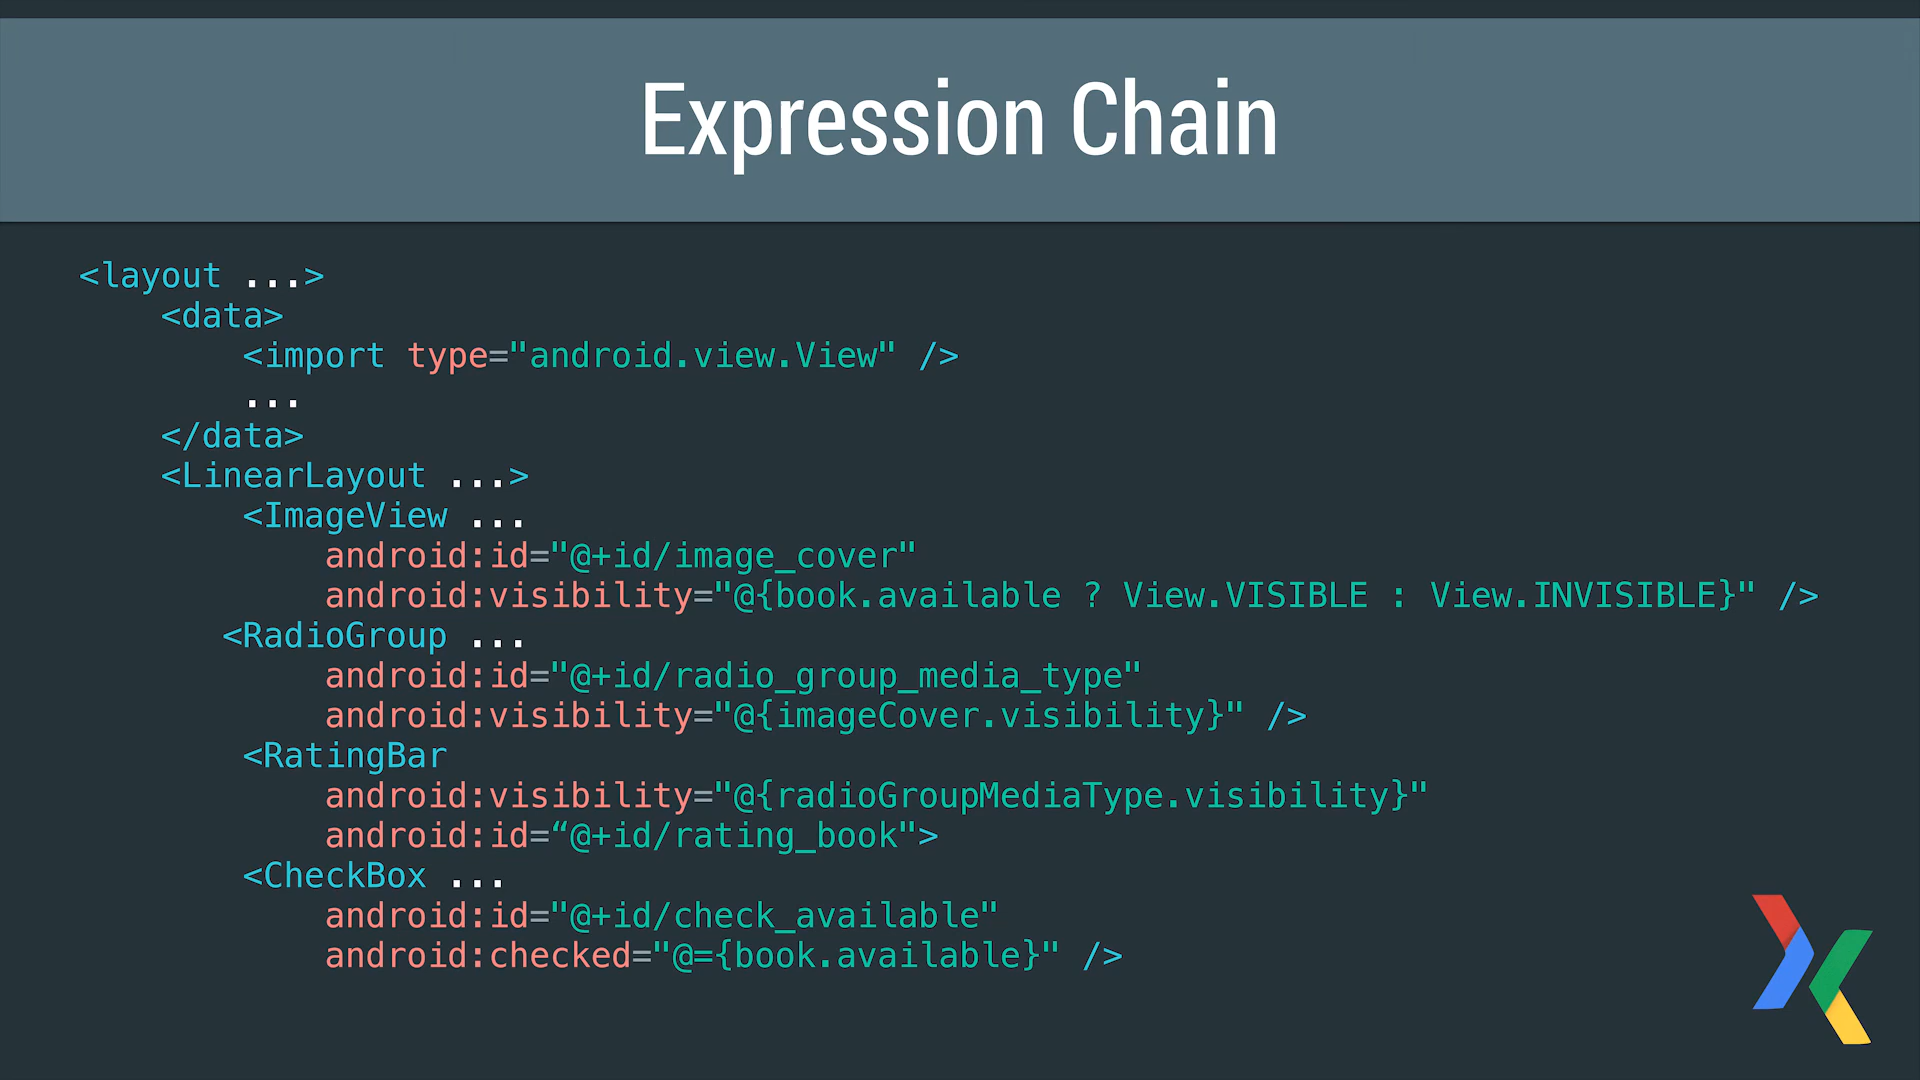 Expression Chain
<layout ...>
<data>
<import type="android.view.View" />
...
</data>
<LinearLayout ...>
<ImageView ...
android:id="@+id/image_cover"
android:visibility="@{book.available ? View.VISIBLE : View.INVISIBLE}" />
<RadioGroup ...
android:id="@+id/radio_group_media_type"
android:visibility="@{imageCover.visibility}" />
<RatingBar
android:visibility="@{radioGroupMediaType.visibility}"
android:id=“@+id/rating_book">
<CheckBox ...
android:id="@+id/check_available"
android:checked="@={book.available}" />